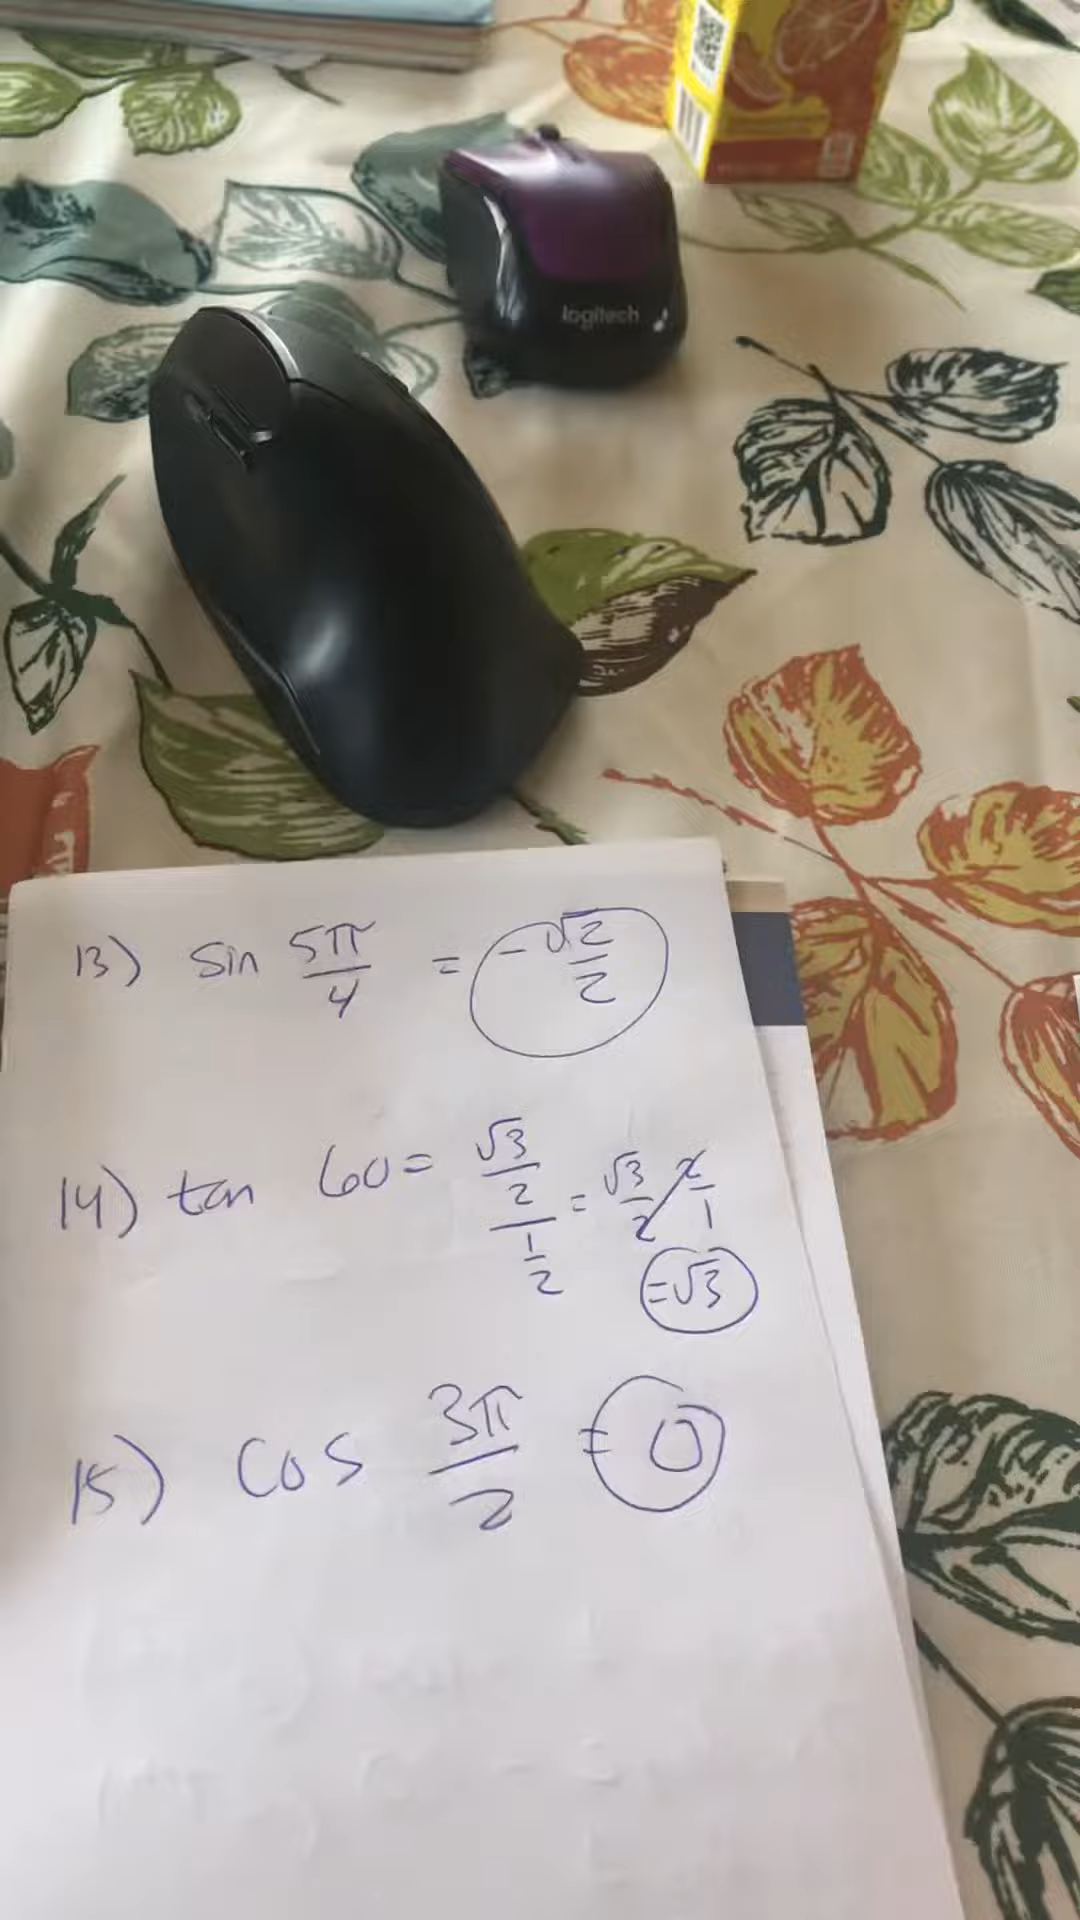 logitech
13) sin 5π/4 = -√2/2
14) tan 60 = (√3/2)/(1/2) = √3/2 2/1
= √3
15) cos 3π/2 = 0